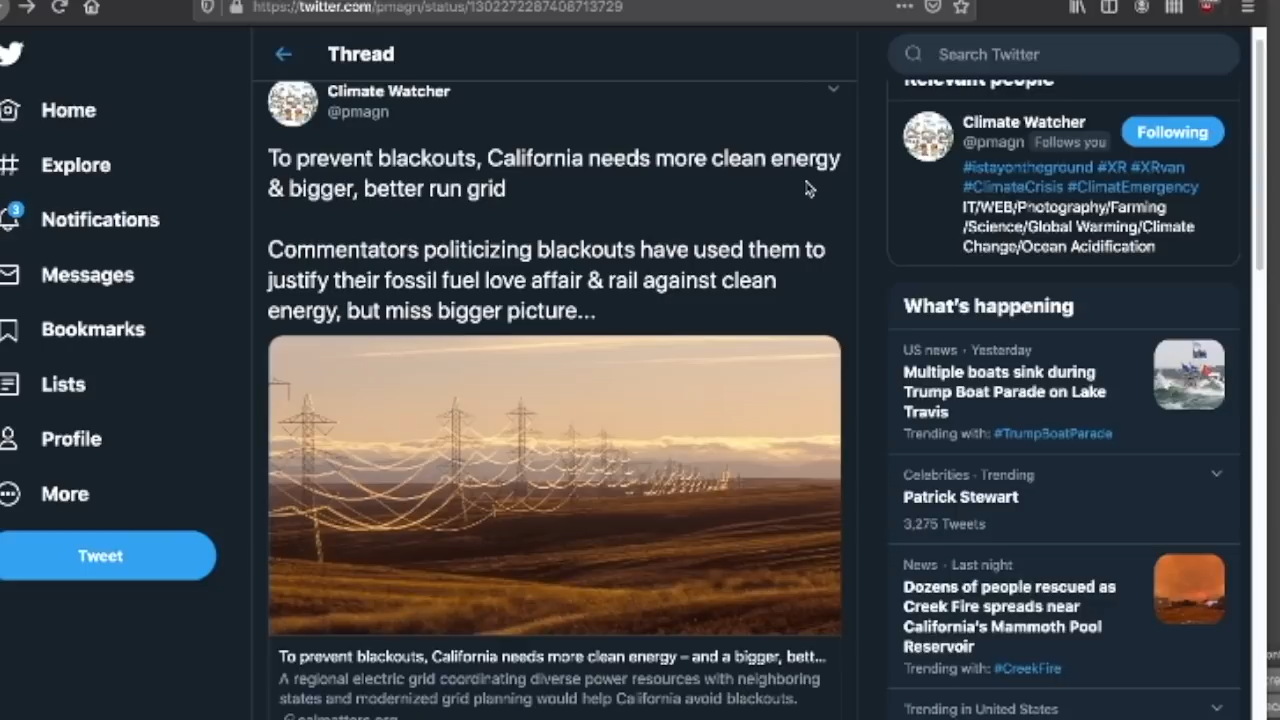 https://twitter.com/pmagn/status/1302272287408713729
Home
Explore
3
Notifications
Messages
Bookmarks
Lists
Profile
More
Tweet
Thread
Climate Watcher
@pmagn
To prevent blackouts, California needs more clean energy
& bigger, better run grid
Commentators politicizing blackouts have used them to
justify their fossil fuel love affair & rail against clean
energy, but miss bigger picture...
To prevent blackouts, California needs more clean energy – and a bigger, bett...
A regional electric grid coordinating diverse power resources with neighboring
states and modernized grid planning would help California avoid blackouts.
calmatters.org
Search Twitter
Relevant people
Climate Watcher
@pmagn Follows you
Following
#istayontheground #XR #XRvan
#ClimateCrisis #ClimatEmergency
IT/WEB/Photography/Farming
/Science/Global Warming/Climate
Change/Ocean Acidification
What's happening
US news · Yesterday
Multiple boats sink during
Trump Boat Parade on Lake
Travis
Trending with: #TrumpBoatParade
Celebrities · Trending
Patrick Stewart
3,275 Tweets
News · Last night
Dozens of people rescued as
Creek Fire spreads near
California's Mammoth Pool
Reservoir
Trending with: #CreekFire
Trending in United States